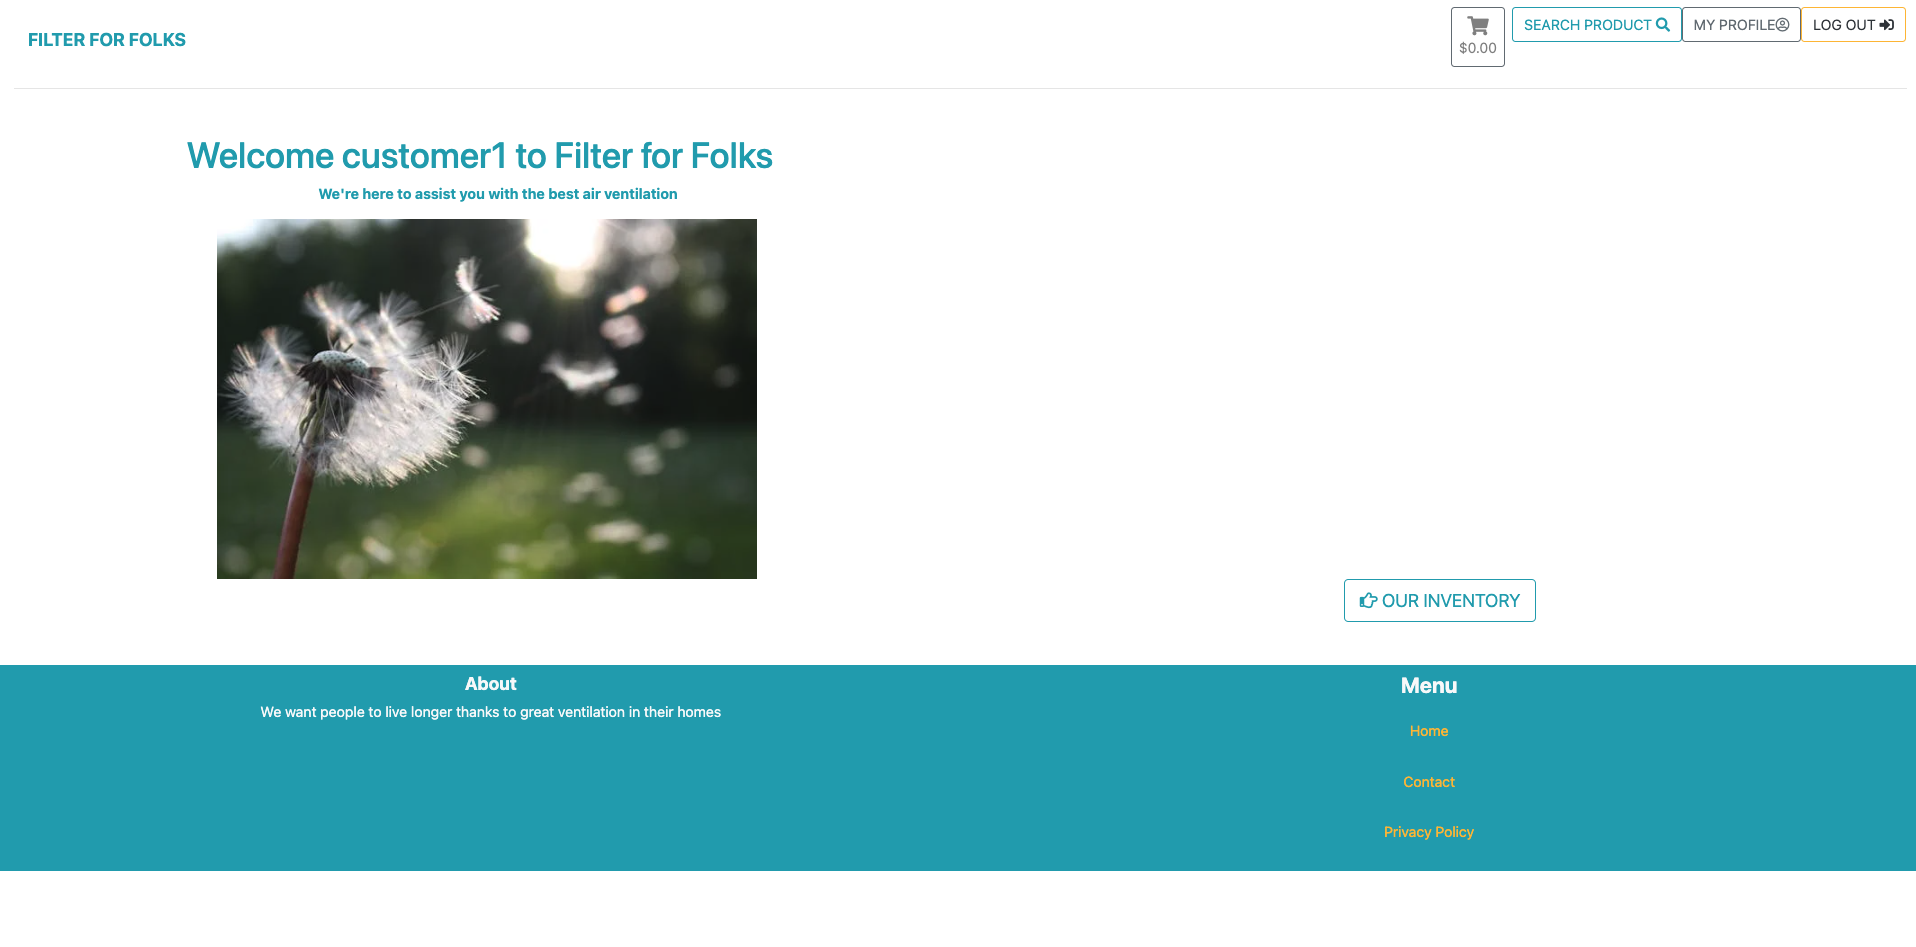 FILTER FOR FOLKS
$0.00
SEARCH PRODUCT
MY PROFILE
LOG OUT
Welcome customer1 to Filter for Folks
We're here to assist you with the best air ventilation
OUR INVENTORY
About
We want people to live longer thanks to great ventilation in their homes
Menu
Home
Contact
Privacy Policy